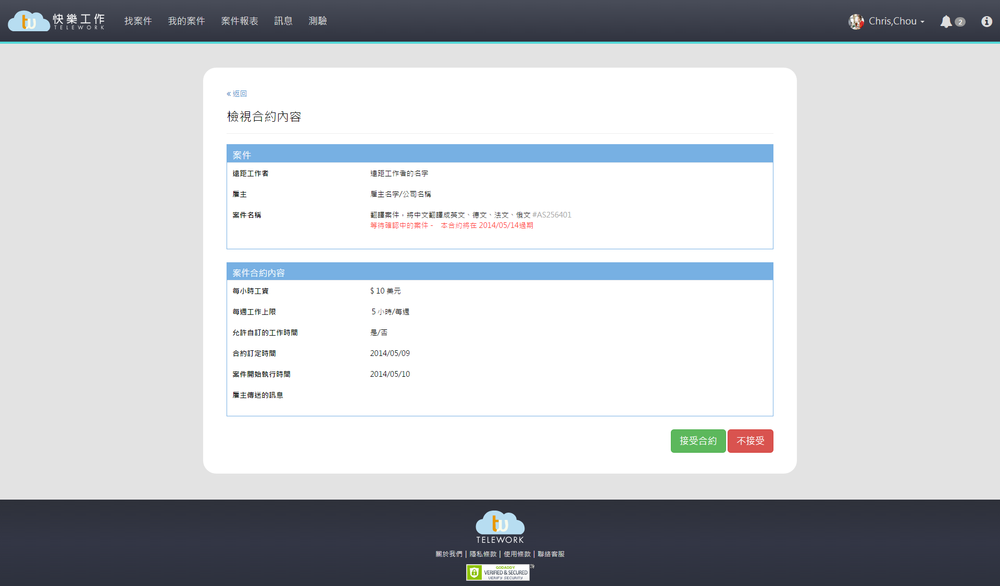 tw 快樂工作 TELEWORK 找案件 我的案件 案件報表 訊息 測驗 Chris,Chou 2
« 返回
檢視合約內容
案件
遠距工作者 遠距工作者的名字
雇主 雇主名字/公司名稱
案件名稱 翻譯案件，將中文翻譯成英文、德文、法文、俄文 #AS256401
等待確認中的案件 - 本合約將在 2014/05/14過期
案件合約內容
每小時工資 $ 10 美元
每週工作上限 5 小時/每週
允許自訂的工作時間 是/否
合約訂定時間 2014/05/09
案件開始執行時間 2014/05/10
雇主傳送的訊息
接受合約 不接受
tw
TELEWORK
關於我們 | 隱私條款 | 使用條款 | 聯絡客服
GODADDY
VERIFIED & SECURED
VERIFY SECURITY